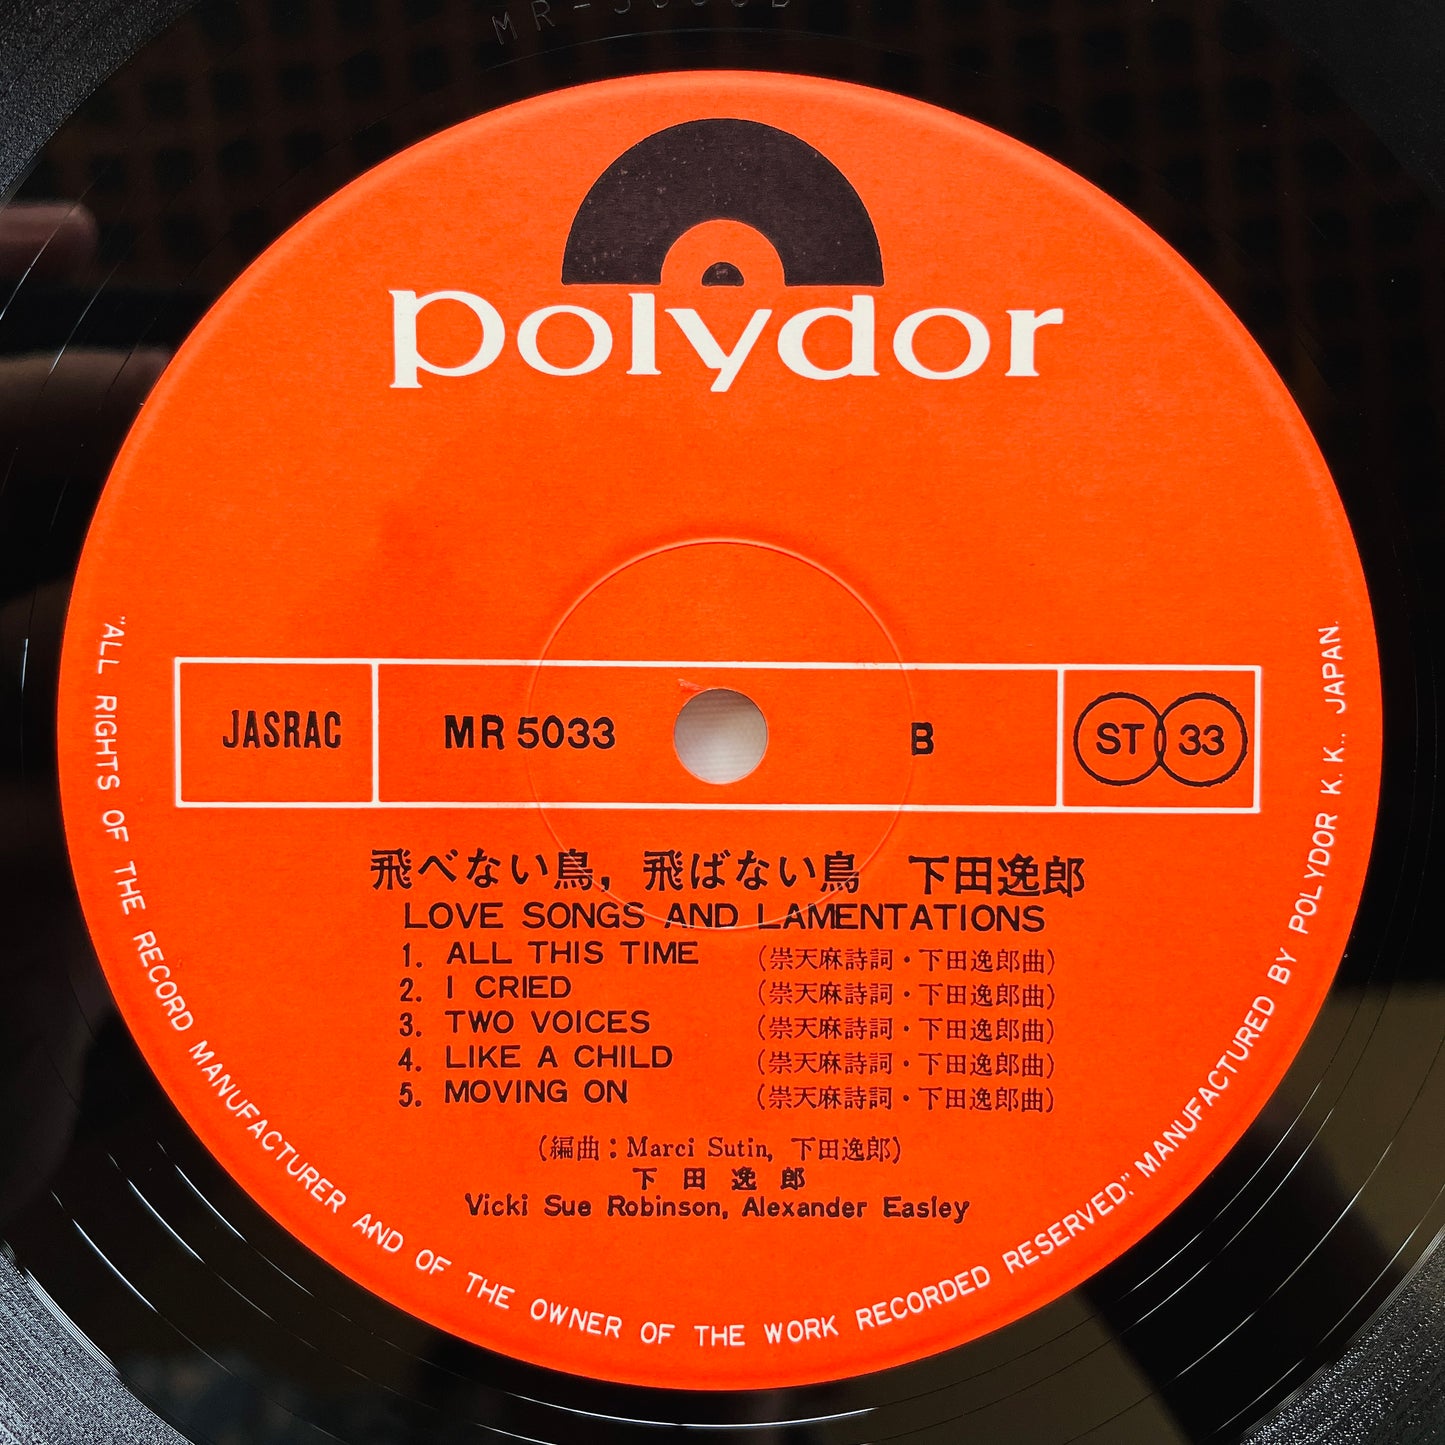 polydor
JASRAC MR 5033 B ST 33
飛べない鳥，飛ばない鳥 下田逸郎
LOVE SONGS AND LAMENTATIONS
1. ALL THIS TIME (崇天麻詩詞・下田逸郎曲)
2. I CRIED (崇天麻詩詞・下田逸郎曲)
3. TWO VOICES (崇天麻詩詞・下田逸郎曲)
4. LIKE A CHILD (崇天麻詩詞・下田逸郎曲)
5. MOVING ON (崇天麻詩詞・下田逸郎曲)
(編曲：Marci Sutin, 下田逸郎)
下田逸郎
Vicki Sue Robinson, Alexander Easley
"ALL RIGHTS OF THE RECORD MANUFACTURER AND OF THE OWNER OF THE WORK RECORDED RESERVED." MANUFACTURED BY POLYDOR K.K., JAPAN.